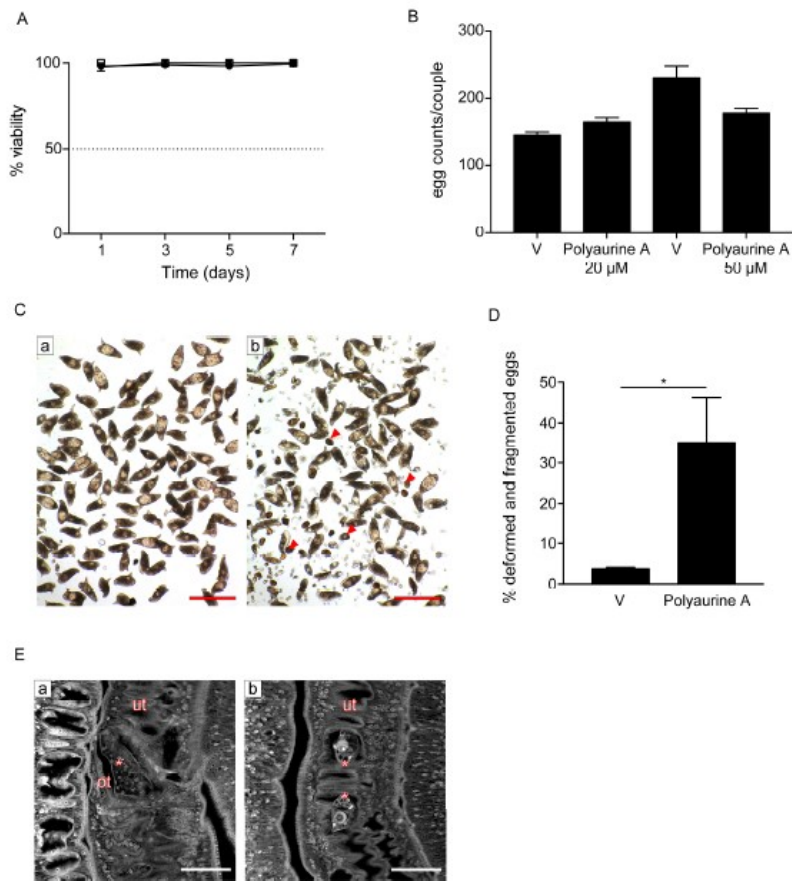 A
100
50
0
% viability
1 3 5 7
Time (days)
B
300
200
100
0
egg counts/couple
V Polyaurine A V Polyaurine A
20 µM 50 µM
C
a
b
D
50
40
30
20
10
0
% deformed and fragmented eggs
*
V Polyaurine A
E
a
ut
*
ot
b
ut
*
*